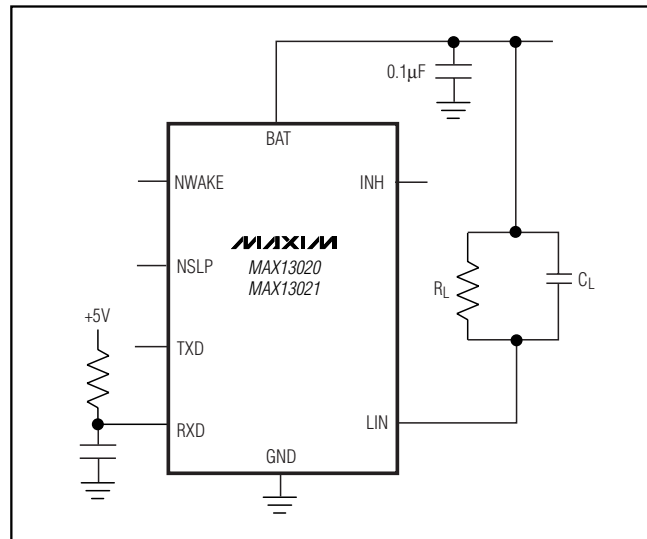 0.1µF
BAT
NWAKE
INH
MAXIM
MAX13020
MAX13021
NSLP
RL
CL
+5V
TXD
RXD
LIN
GND